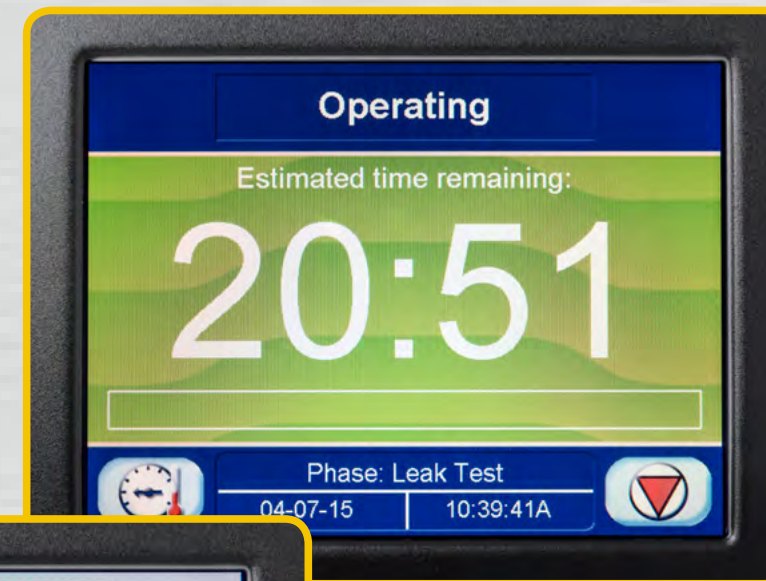 Operating
Estimated time remaining:
20:51
Phase: Leak Test
04-07-15 10:39:41A